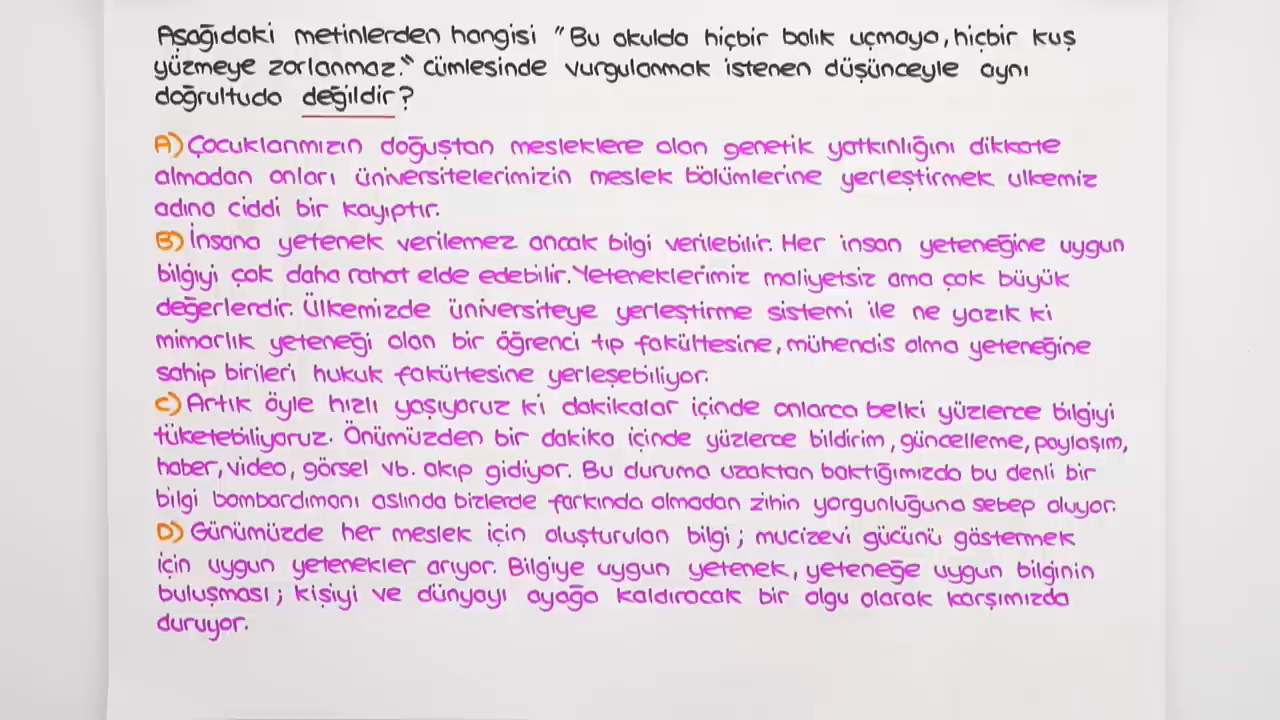 Aşağıdaki metinlerden hangisi "Bu okulda hiçbir balık uçmaya, hiçbir kuş
yüzmeye zorlanmaz." cümlesinde vurgulanmak istenen düşünceyle aynı
doğrultuda değildir?
A) Çocuklarımızın doğuştan mesleklere olan genetik yatkınlığını dikkate
almadan onları üniversitelerimizin meslek bölümlerine yerleştirmek ulkemiz
adına ciddi bir kayıptır.
B) İnsana yetenek verilemez ancak bilgi verilebilir. Her insan yeteneğine uygun
bilgiyi çok daha rahat elde edebilir. Yeteneklerimiz maliyetsiz ama çok büyük
değerlerdir. Ülkemizde üniversiteye yerleştirme sistemi ile ne yazık ki
mimarlık yeteneği olan bir öğrenci tıp fakültesine, mühendis olma yeteneğine
sahip birileri hukuk fakültesine yerleşebiliyor.
C) Artık öyle hızlı yaşıyoruz ki dakikalar içinde onlarca belki yüzlerce bilgiyi
tüketebiliyoruz. Önümüzden bir dakika içinde yüzlerce bildirim, güncelleme, paylaşım,
haber, video, görsel vb. akıp gidiyor. Bu duruma uzaktan baktığımızda bu denli bir
bilgi bombardımanı aslında bizlerde farkında olmadan zihin yorgunluğuna sebep oluyor.
D) Günümüzde her meslek için oluşturulan bilgi; mucizevi gücünü göstermek
için uygun yetenekler arıyor. Bilgiye uygun yetenek, yeteneğe uygun bilginin
buluşması; kişiyi ve dünyayı ayağa kaldıracak bir olgu olarak karşımızda
duruyor.